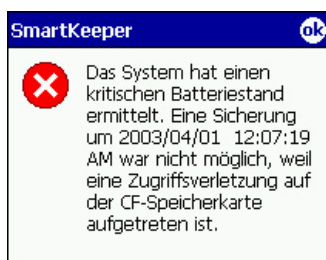 SmartKeeper ok
Das System hat einen
kritischen Batteriestand
ermittelt. Eine Sicherung
um 2003/04/01  12:07:19
AM war nicht möglich, weil
eine Zugriffsverletzung auf
der CF-Speicherkarte
aufgetreten ist.